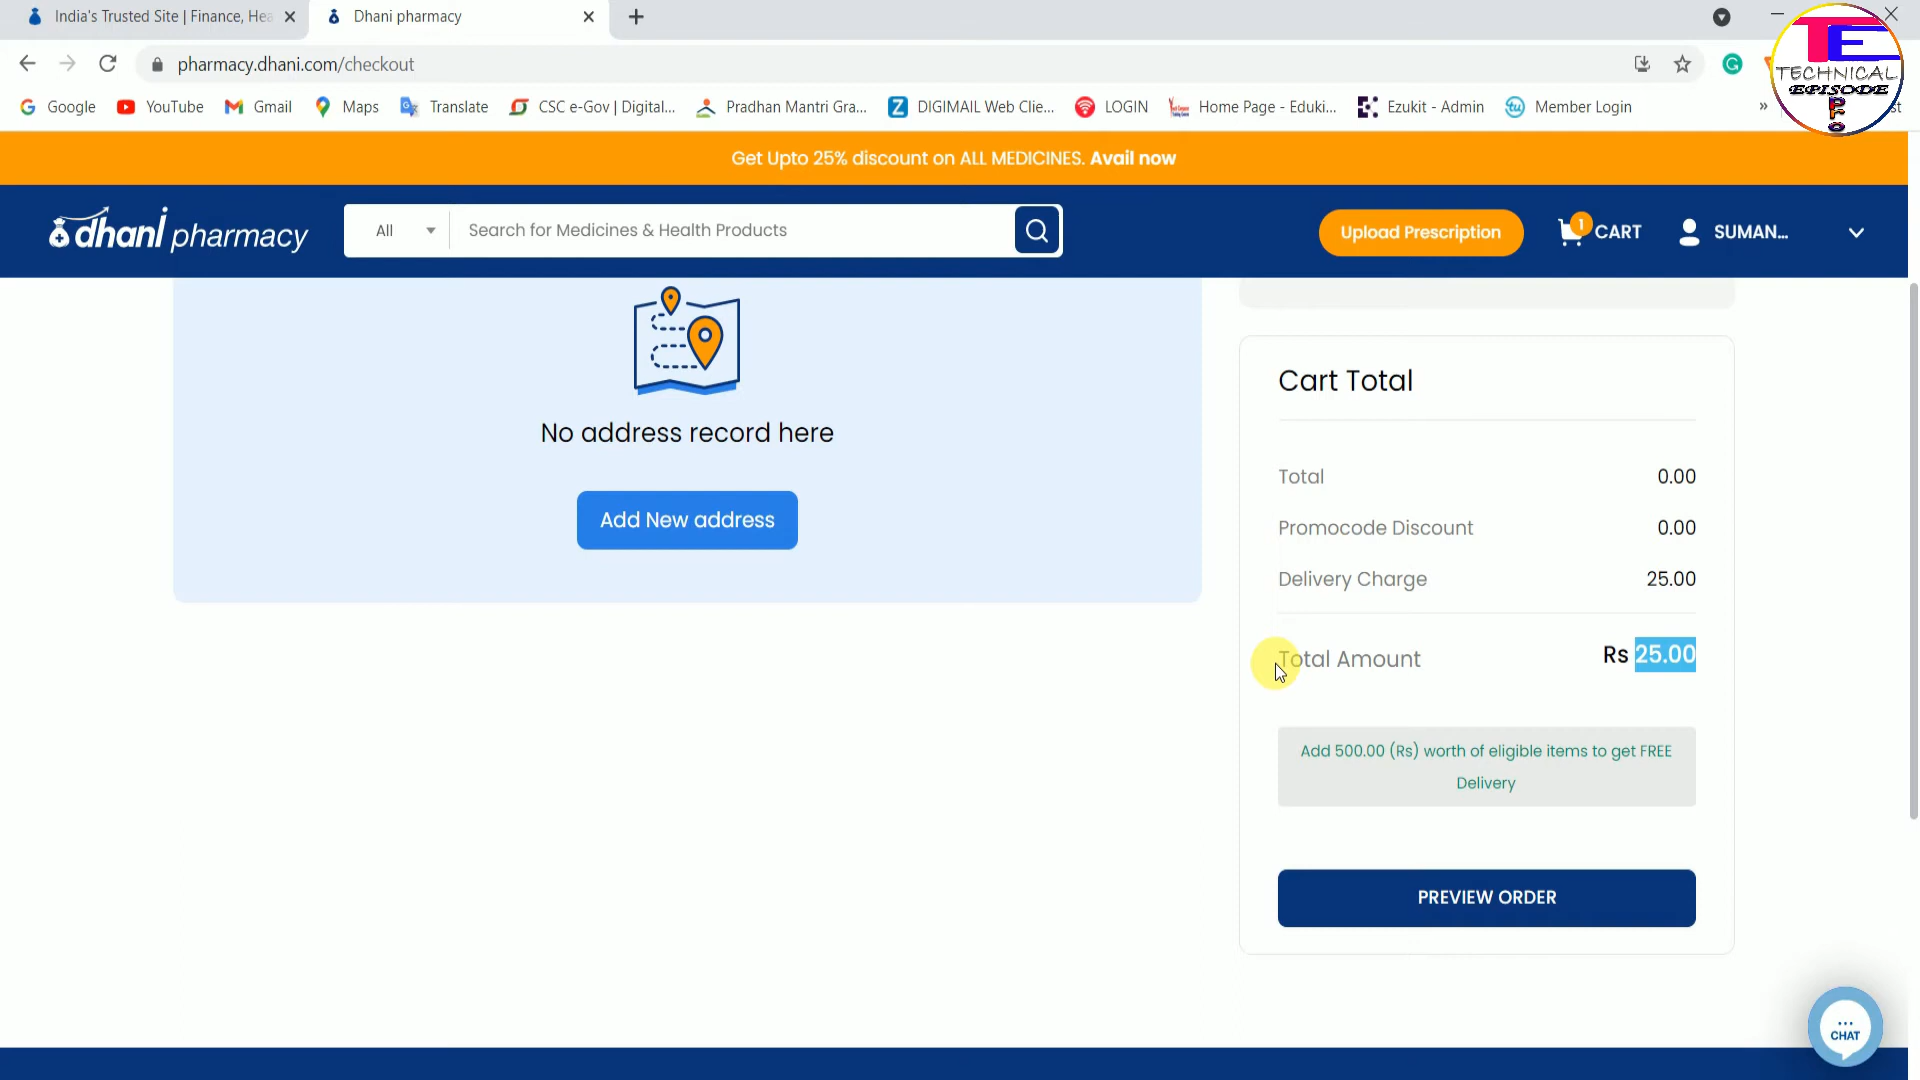 India's Trusted Site | Finance, Hea
Dhani pharmacy
pharmacy.dhani.com/checkout
Google
YouTube
Gmail
Maps
Translate
CSC e-Gov | Digital...
Pradhan Mantri Gra...
DIGIMAIL Web Clie...
LOGIN
Home Page - Eduki...
Ezukit - Admin
Member Login
»
TE
TECHNICAL
EPISODE
Pro
Get Upto 25% discount on ALL MEDICINES. Avail now
dhani pharmacy
All
Search for Medicines & Health Products
Upload Prescription
1
CART
SUMAN...
No address record here
Add New address
Cart Total
Total 0.00
Promocode Discount 0.00
Delivery Charge 25.00
Total Amount Rs 25.00
Add 500.00 (Rs) worth of eligible items to get FREE
Delivery
PREVIEW ORDER
CHAT